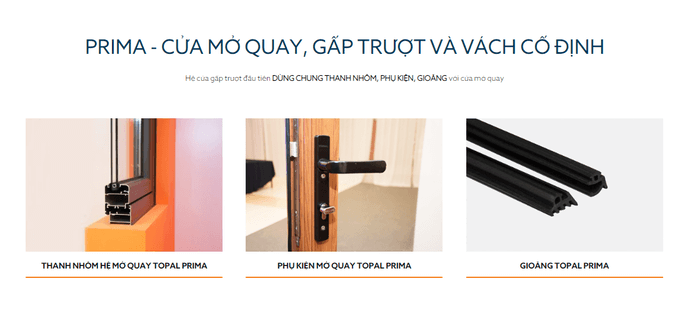 PRIMA - CỬA MỞ QUAY, GẤP TRƯỢT VÀ VÁCH CỐ ĐỊNH
Hệ cửa gấp trượt đầu tiên DÙNG CHUNG THANH NHÔM, PHỤ KIỆN, GIOĂNG với cửa mở quay
THANH NHÔM HỆ MỞ QUAY TOPAL PRIMA
PHỤ KIỆN MỞ QUAY TOPAL PRIMA
GIOĂNG TOPAL PRIMA